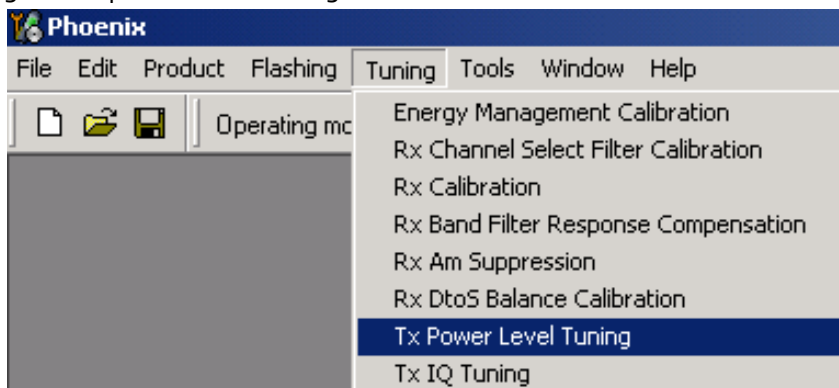 Phoenix
File Edit Product Flashing Tuning Tools Window Help
Operating mo
Energy Management Calibration
Rx Channel Select Filter Calibration
Rx Calibration
Rx Band Filter Response Compensation
Rx Am Suppression
Rx DtoS Balance Calibration
Tx Power Level Tuning
Tx IQ Tuning